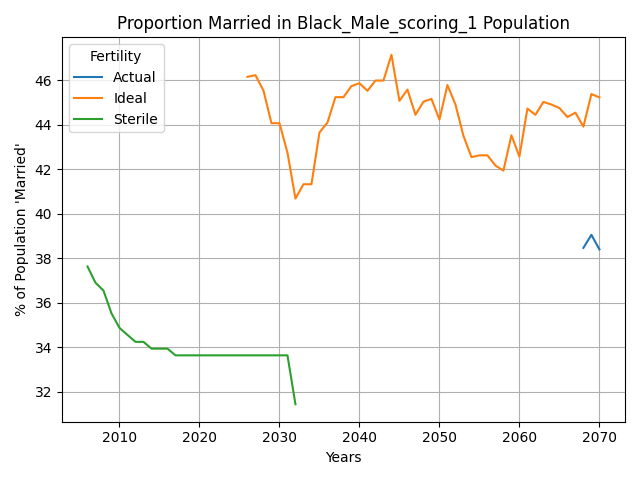 Proportion Married in Black_Male_scoring_1 Population
Fertility
Actual
Ideal
Sterile
% of Population 'Married'
46
44
42
40
38
36
34
32
2010 2020 2030 2040 2050 2060 2070
Years